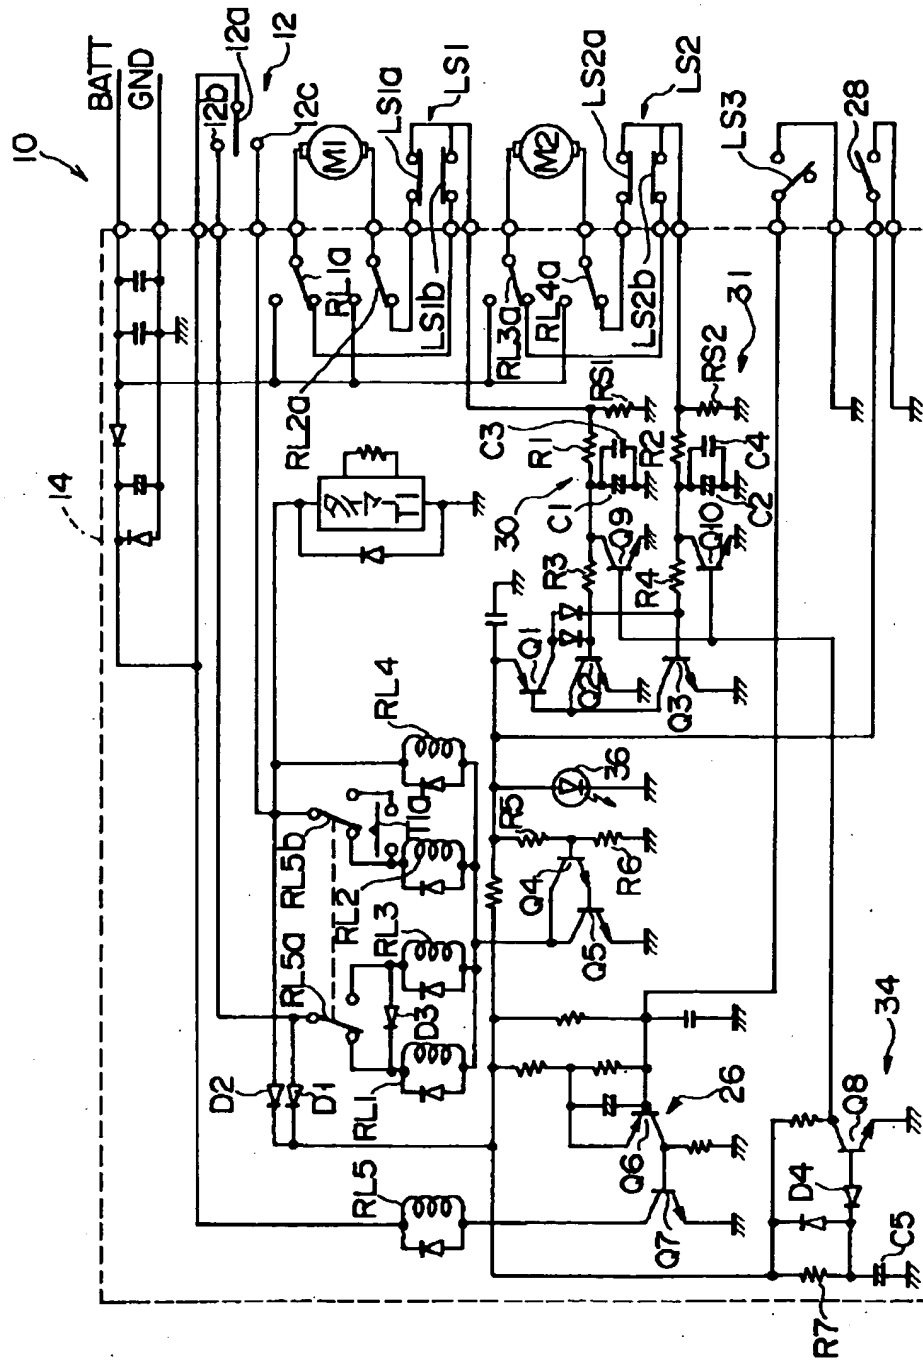 10
BATT
GND
12b
12a
12
12c
14
M1
LS1a
LS1
RL1a
RL2a
LS1b
M2
LS2a
LS2
RL3a
RL4a
LS2b
LS3
28
T1
C3
R1
RS1
30
C1
R2
RS2
31
C4
C2
Q9
Q10
R3
R4
Q1
Q2
Q3
RL4
RL5b
T1a
RL2
RL5a
RL3
D3
D2
D1
RL1
RL5
36
R5
R6
Q4
Q5
26
Q6
Q7
34
Q8
D4
C5
R7